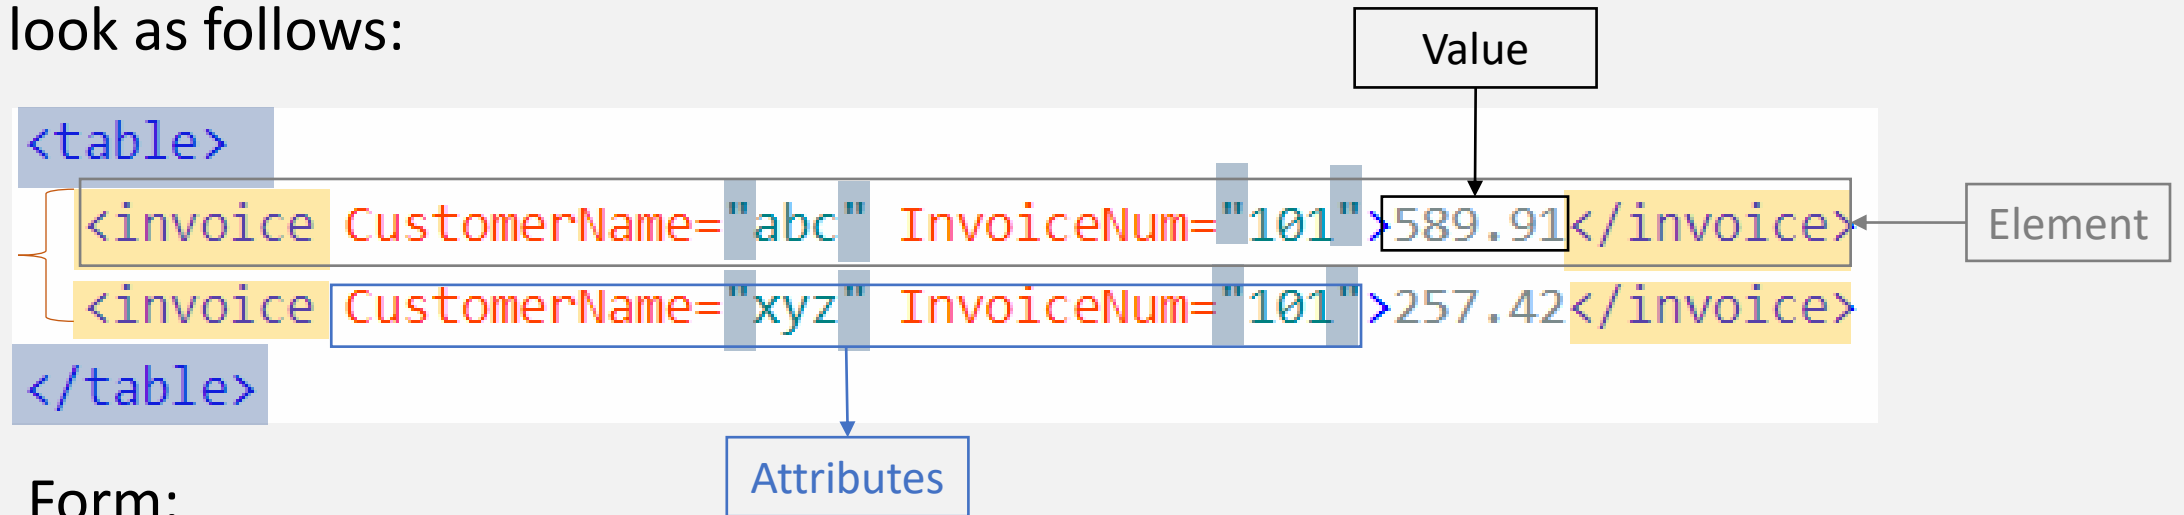 look as follows:
Value
<table>
<invoice CustomerName="abc" InvoiceNum="101">589.91</invoice>
Element
<invoice CustomerName="xyz" InvoiceNum="101">257.42</invoice>
</table>
Attributes
Form: